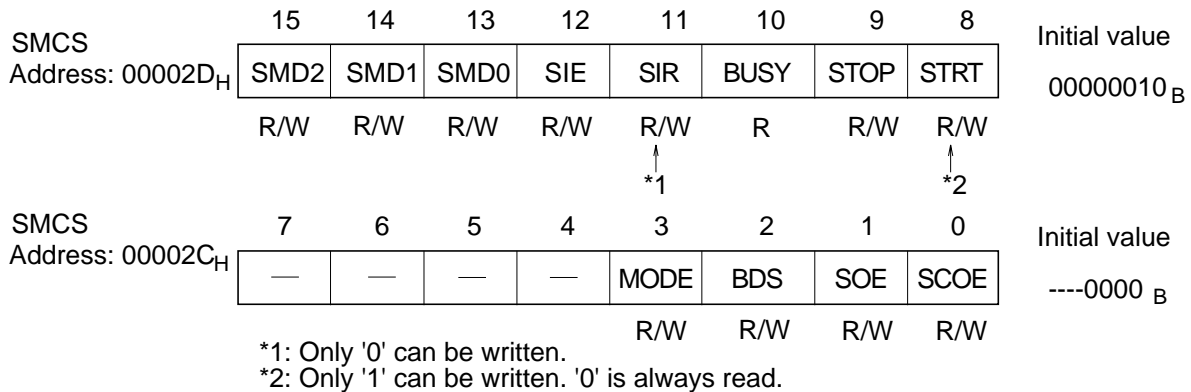 15 14 13 12 11 10 9 8
SMCS
Address: 00002DH SMD2 SMD1 SMD0 SIE SIR BUSY STOP STRT
Initial value
00000010 B
R/W R/W R/W R/W R/W R R/W R/W
*1 *2
SMCS
7 6 5 4 3 2 1 0
Address: 00002CH — — — — MODE BDS SOE SCOE
Initial value
----0000 B
R/W R/W R/W R/W
*1: Only '0' can be written.
*2: Only '1' can be written. '0' is always read.